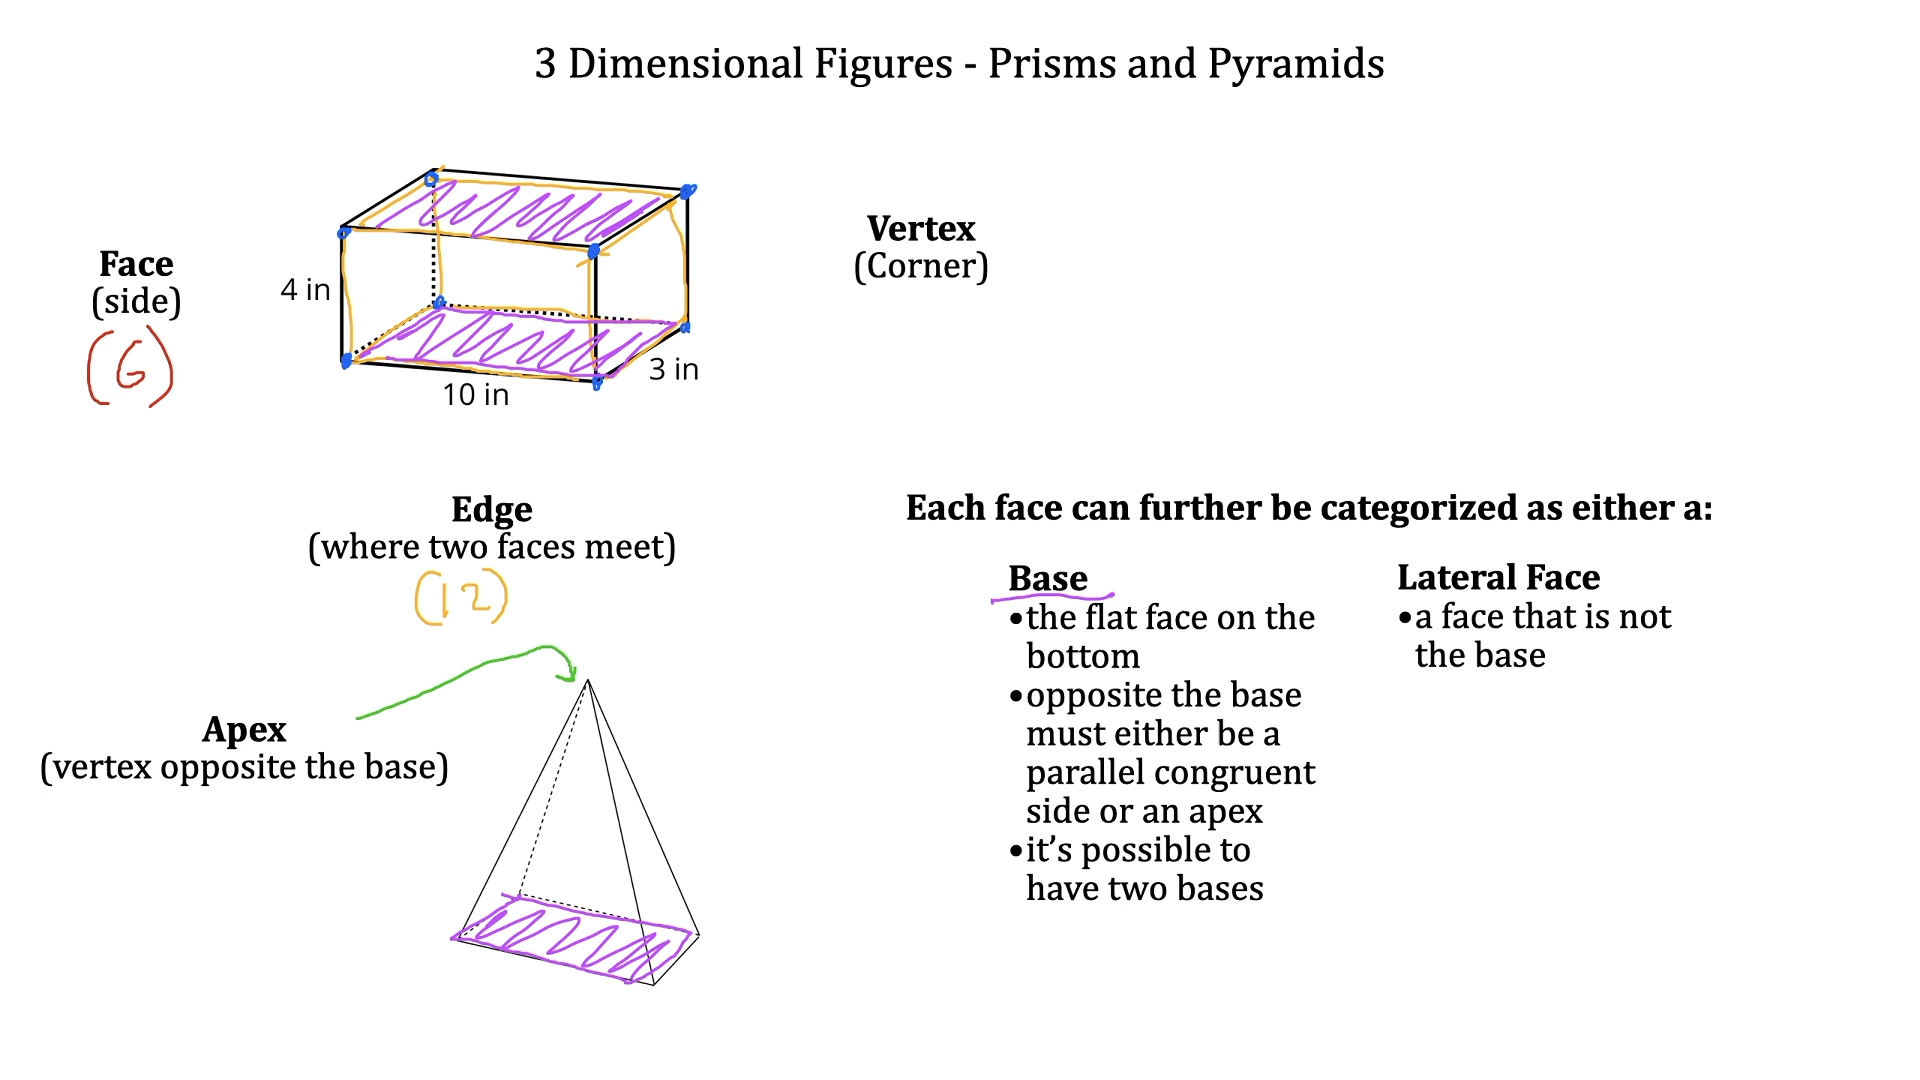 3 Dimensional Figures - Prisms and Pyramids
Face
(side)
(6)
4 in
10 in
3 in
Vertex
(Corner)
Edge
(where two faces meet)
(12)
Apex
(vertex opposite the base)
Each face can further be categorized as either a:
Base
•the flat face on the
bottom
•opposite the base
must either be a
parallel congruent
side or an apex
•it’s possible to
have two bases
Lateral Face
•a face that is not
the base